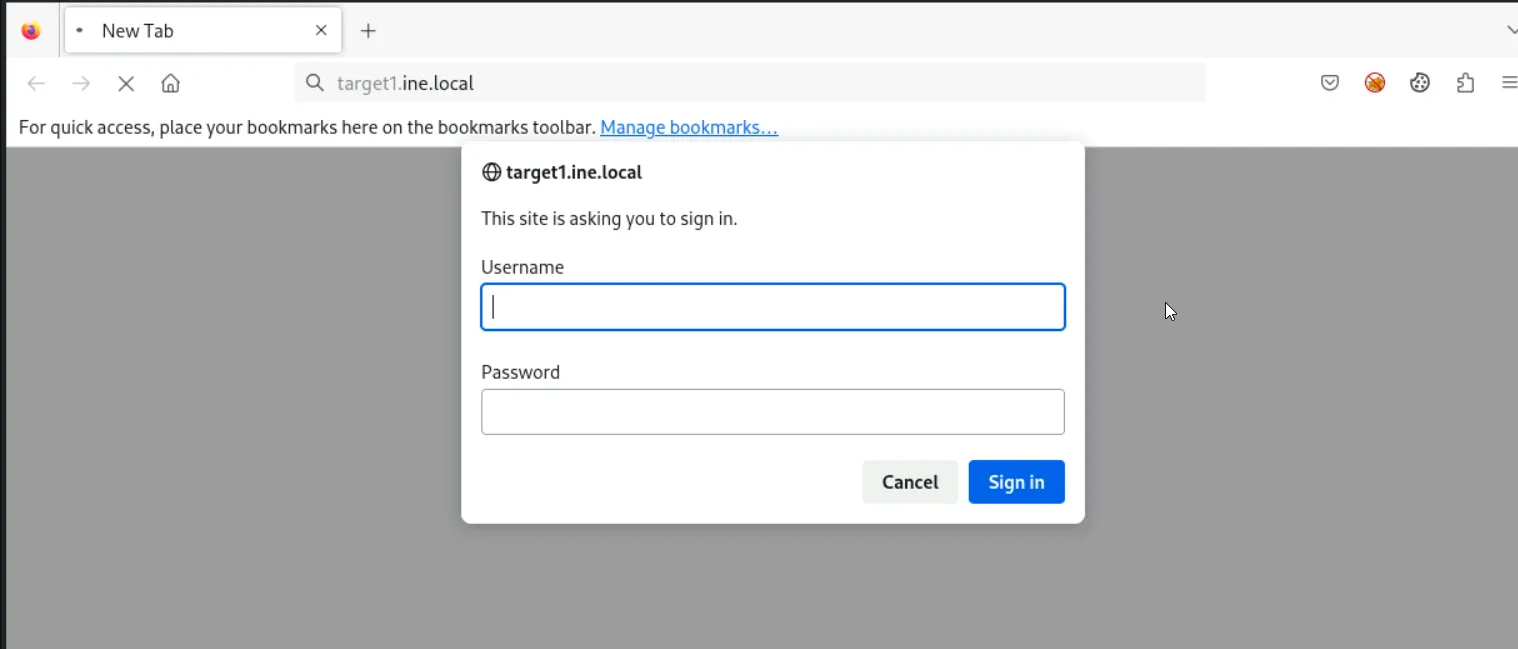 New Tab
target1.ine.local
For quick access, place your bookmarks here on the bookmarks toolbar. Manage bookmarks...
target1.ine.local
This site is asking you to sign in.
Username
Password
Cancel Sign in